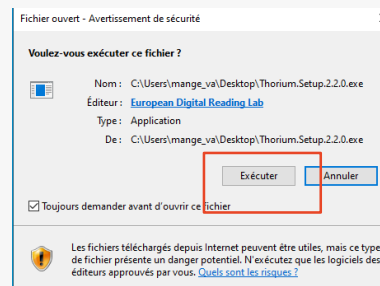 Fichier ouvert - Avertissement de sécurité
Voulez-vous exécuter ce fichier ?
Nom : C:\Users\mange_va\Desktop\Thorium.Setup.2.2.0.exe
Éditeur : European Digital Reading Lab
Type : Application
De : C:\Users\mange_va\Desktop\Thorium.Setup.2.2.0.exe
Exécuter Annuler
Toujours demander avant d'ouvrir ce fichier
Les fichiers téléchargés depuis Internet peuvent être utiles, mais ce type
de fichier présente un danger potentiel. N'exécutez que les logiciels des
éditeurs approuvés par vous. Quels sont les risques ?